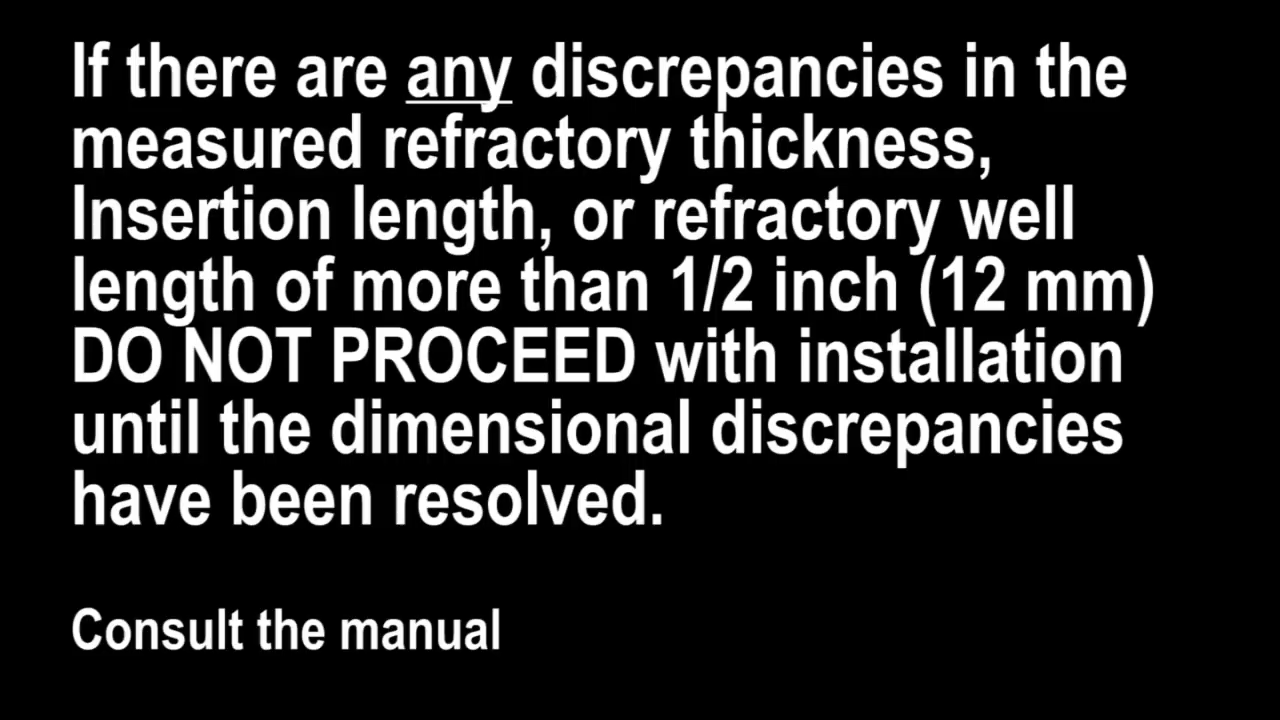 If there are any discrepancies in the
measured refractory thickness,
Insertion length, or refractory well
length of more than 1/2 inch (12 mm)
DO NOT PROCEED with installation
until the dimensional discrepancies
have been resolved.
Consult the manual